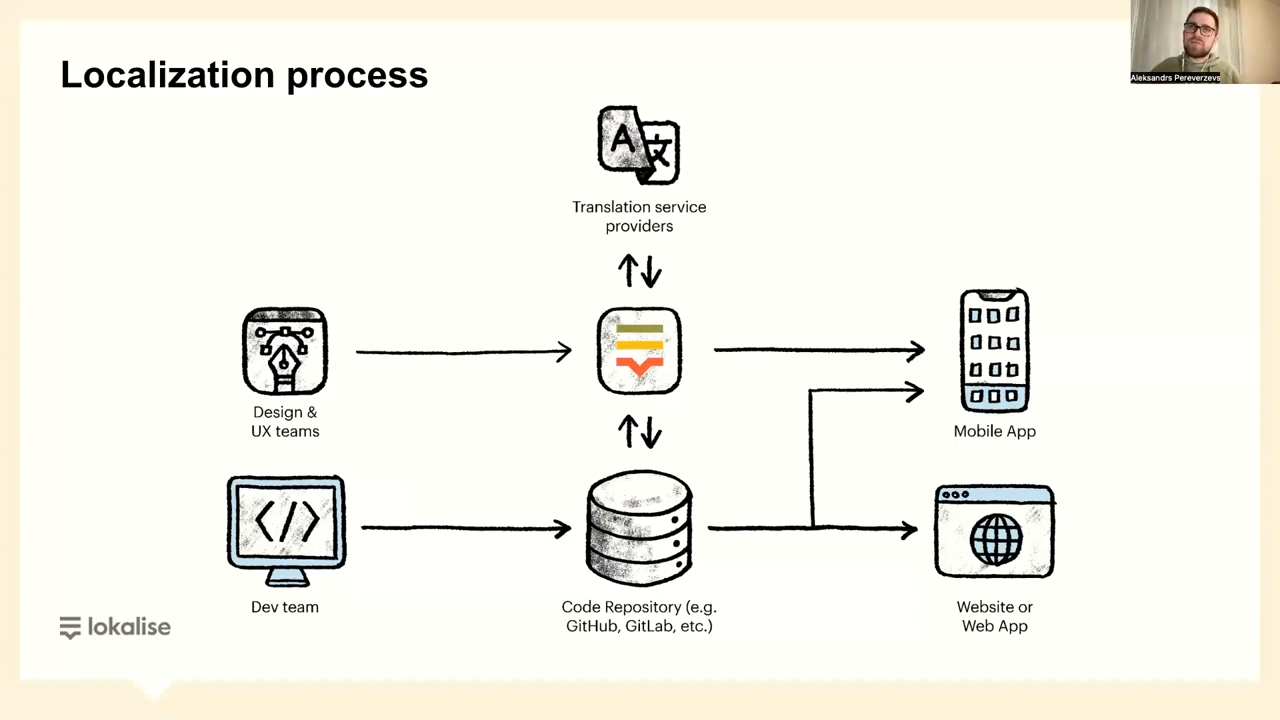 Localization process
Aleksandrs Pereverzevs
A 文
Translation service
providers
Design &
UX teams
Mobile App
Dev team
Code Repository (e.g.
GitHub, GitLab, etc.)
Website or
Web App
lokalise